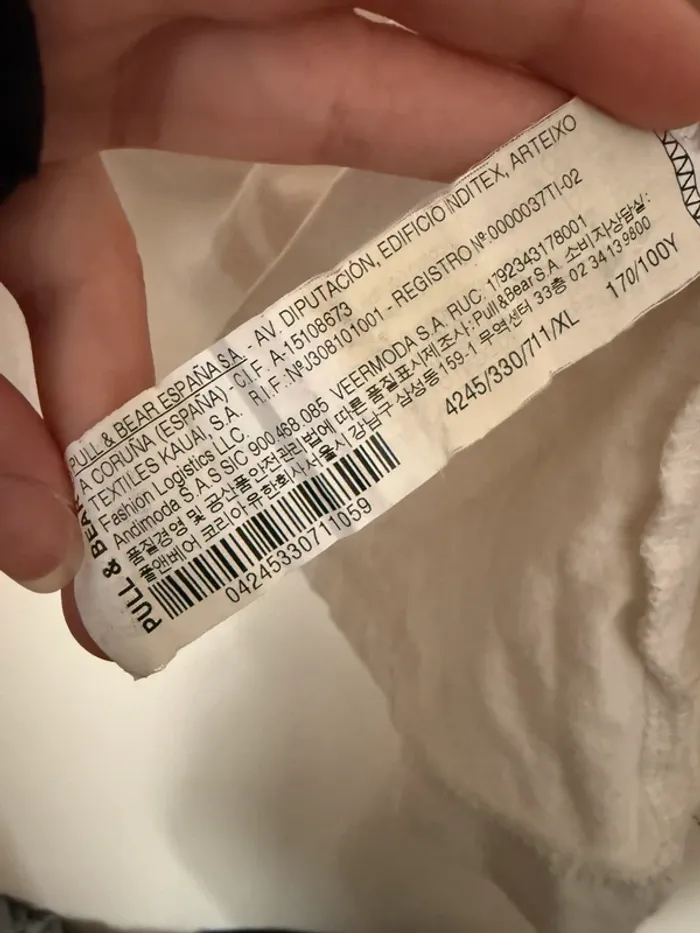 PULL & BEAR
PULL & BEAR ESPAÑA S.A. - AV. DIPUTACIÓN, EDIFICIO INDITEX, ARTEIXO
A CORUÑA (ESPAÑA) C.I.F. A-15108673
TEXTILES KAUAI, S.A. R.I.F.:Nº J308101001 - REGISTRO Nº:0000037TI-02
Fashion Logistics LLC.
Andimoda S.A.S SIC 900.468.085 VEERMODA S.A. RUC: 1792343178001
품질경영 및 공산품 안전관리법에 따른 품질표시제조사: Pull&Bear S.A. 소비자상담실:
풀앤베어 코리아유한회사서울시 강남구 삼성동 159-1 무역센터 33층 02 3413 9800
4245/330/711/XL 170/100Y
04245330711059